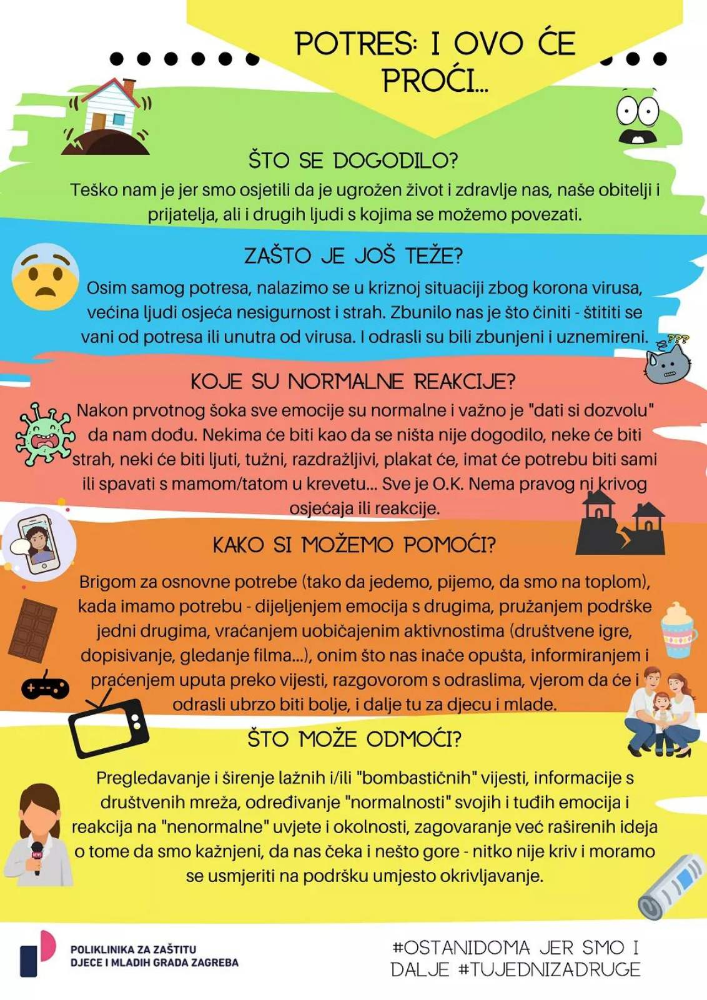 POTRES: I OVO ĆE
PROĆI...
ŠTO SE DOGODILO?
Teško nam je jer smo osjetili da je ugrožen život i zdravlje nas, naše obitelji i
prijatelja, ali i drugih ljudi s kojima se možemo povezati.
ZAŠTO JE JOŠ TEŽE?
Osim samog potresa, nalazimo se u kriznoj situaciji zbog korona virusa,
većina ljudi osjeća nesigurnost i strah. Zbunilo nas je što činiti - štititi se
vani od potresa ili unutra od virusa. I odrasli su bili zbunjeni i uznemireni.
???
KOJE SU NORMALNE REAKCIJE?
Nakon prvotnog šoka sve emocije su normalne i važno je "dati si dozvolu"
da nam dođu. Nekima će biti kao da se ništa nije dogodilo, neke će biti
strah, neki će biti ljuti, tužni, razdražljivi, plakat će, imat će potrebu biti sami
ili spavati s mamom/tatom u krevetu... Sve je O.K. Nema pravog ni krivog
osjećaja ili reakcije.
KAKO SI MOŽEMO POMOĆI?
Brigom za osnovne potrebe (tako da jedemo, pijemo, da smo na toplom),
kada imamo potrebu - dijeljenjem emocija s drugima, pružanjem podrške
jedni drugima, vraćanjem uobičajenim aktivnostima (društvene igre,
dopisivanje, gledanje filma...), onim što nas inače opušta, informiranjem i
praćenjem uputa preko vijesti, razgovorom s odraslima, vjerom da će i
odrasli ubrzo biti bolje, i dalje tu za djecu i mlade.
ŠTO MOŽE ODMOĆI?
Pregledavanje i širenje lažnih i/ili "bombastičnih" vijesti, informacije s
društvenih mreža, određivanje "normalnosti" svojih i tuđih emocija i
reakcija na "nenormalne" uvjete i okolnosti, zagovaranje već raširenih ideja
o tome da smo kažnjeni, da nas čeka i nešto gore - nitko nije kriv i moramo
se usmjeriti na podršku umjesto okrivljavanje.
NEWS
POLIKLINIKA ZA ZAŠTITU
DJECE I MLADIH GRADA ZAGREBA
#OSTANIDOMA JER SMO I
DALJE #TUJEDNIZADRUGE